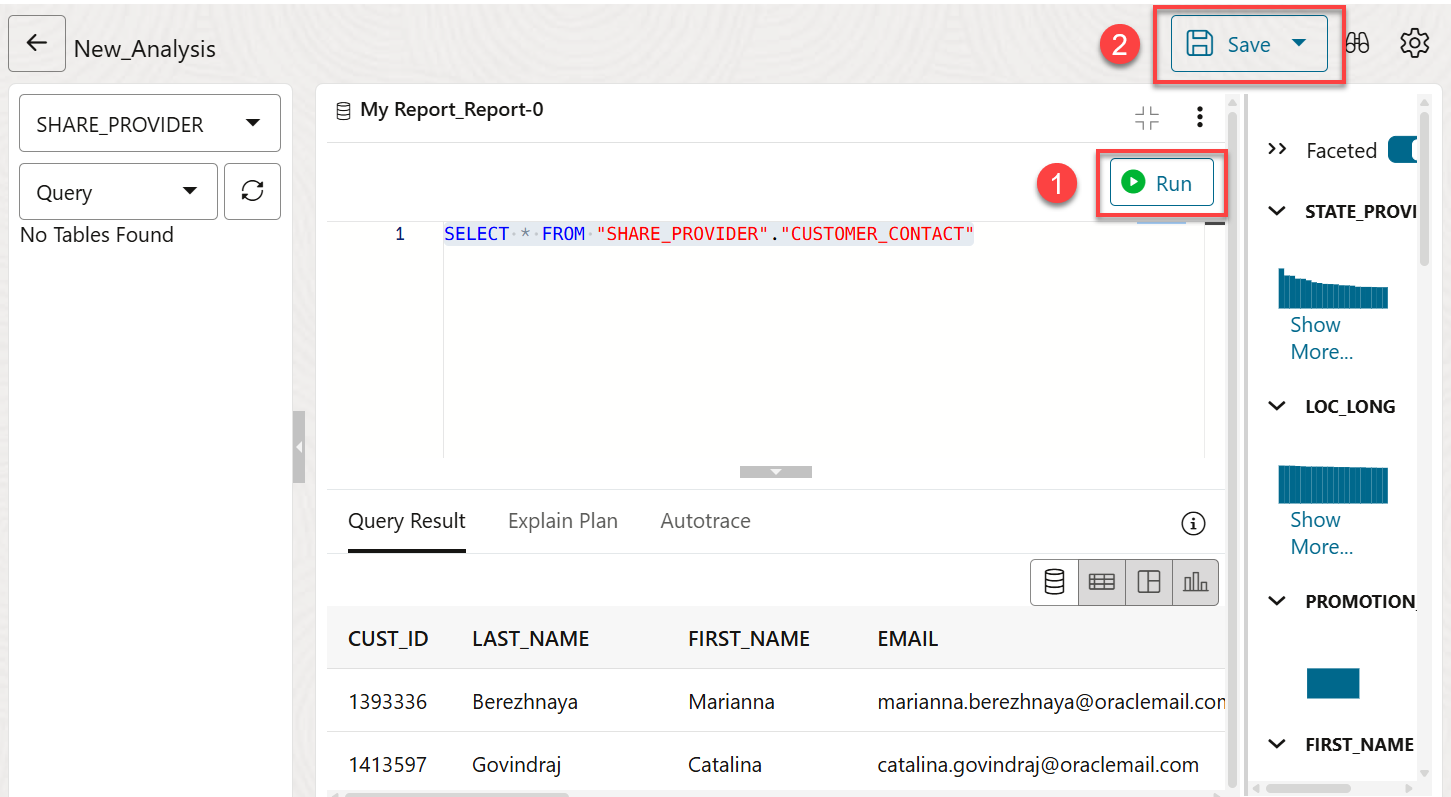 New_Analysis
2
Save
SHARE_PROVIDER
Query
No Tables Found
My Report_Report-0
1
Run
1 SELECT * FROM "SHARE_PROVIDER"."CUSTOMER_CONTACT"
Query Result Explain Plan Autotrace
CUST_ID LAST_NAME FIRST_NAME EMAIL
1393336 Berezhnaya Marianna marianna.berezhnaya@oraclemail.com
1413597 Govindraj Catalina catalina.govindraj@oraclemail.com
Faceted
STATE_PROVI
Show
More...
LOC_LONG
Show
More...
PROMOTION_
FIRST_NAME